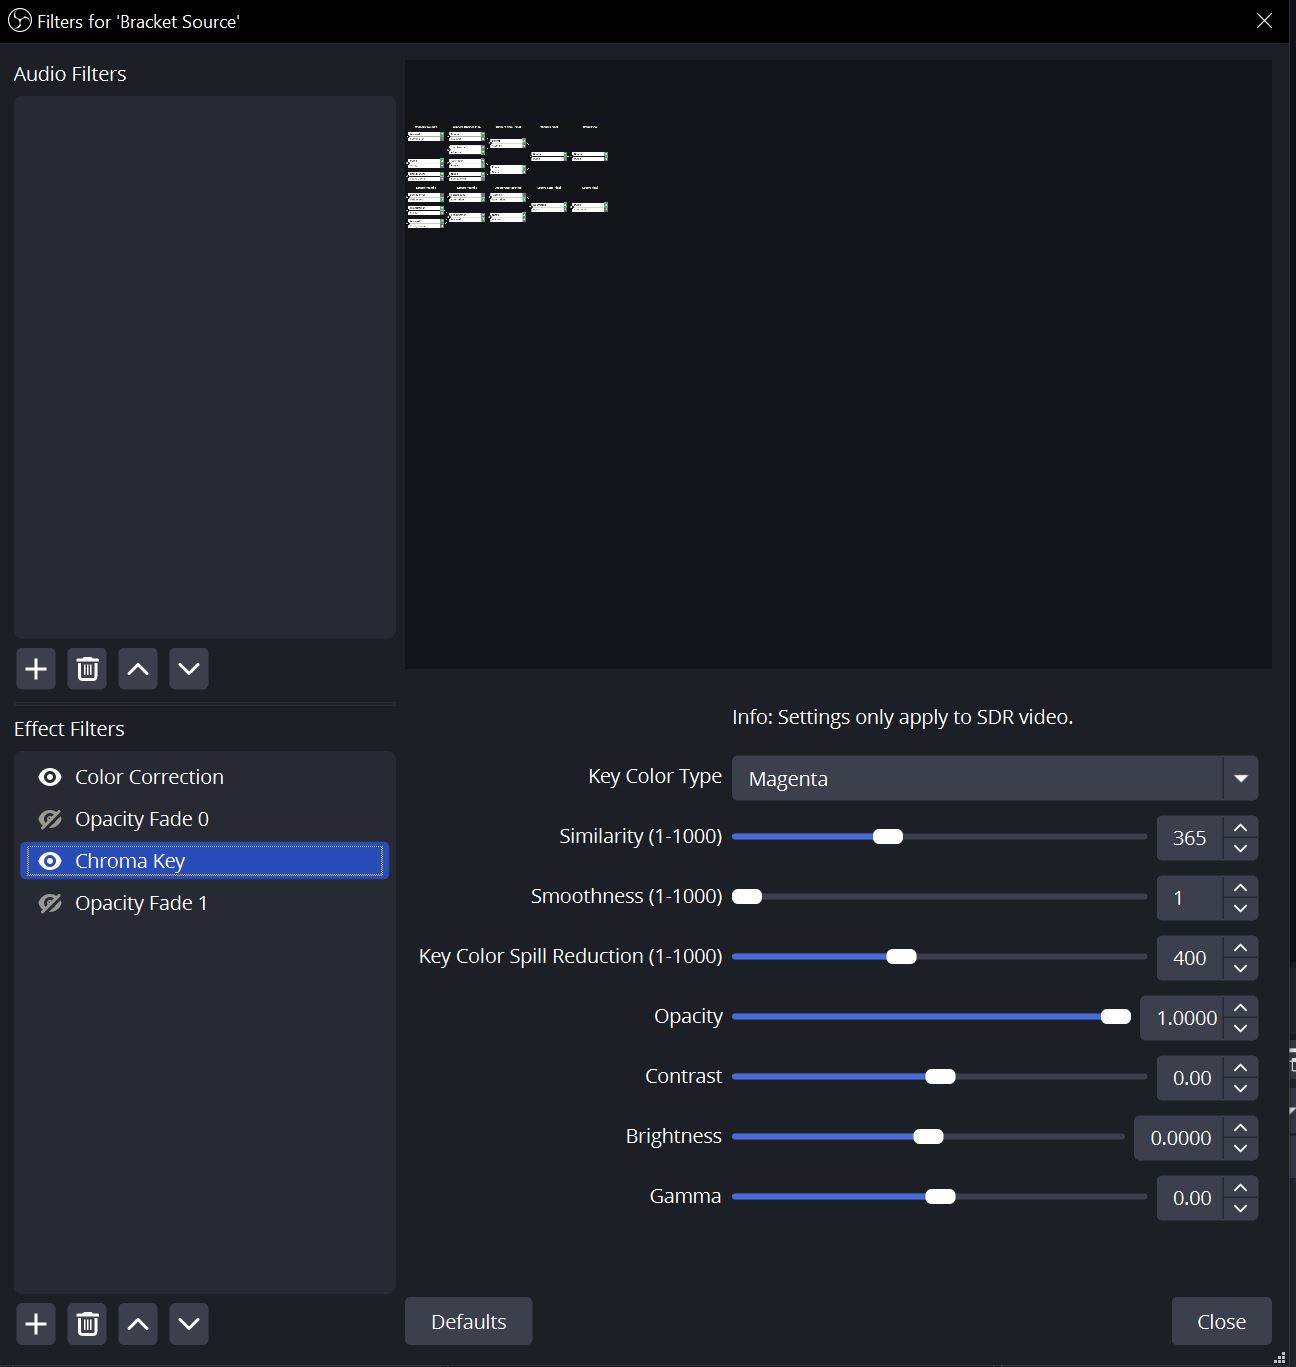 Filters for 'Bracket Source'
Audio Filters
Effect Filters
Color Correction
Opacity Fade 0
Chroma Key
Opacity Fade 1
Info: Settings only apply to SDR video.
Key Color Type Magenta
Similarity (1-1000) 365
Smoothness (1-1000) 1
Key Color Spill Reduction (1-1000) 400
Opacity 1.0000
Contrast 0.00
Brightness 0.0000
Gamma 0.00
Defaults
Close